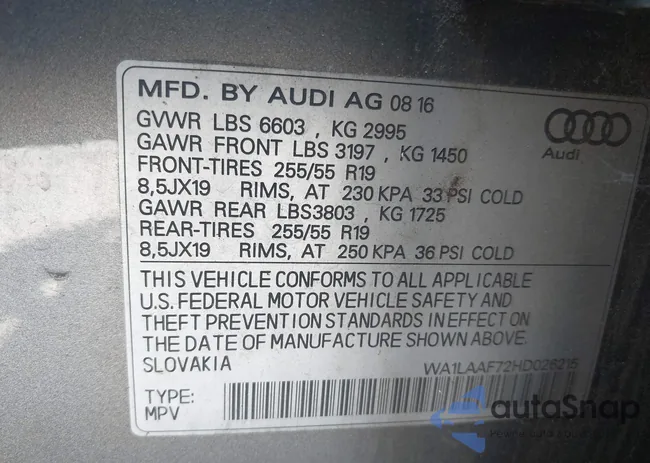 MFD. BY AUDI AG 08 16
GVWR LBS 6603 , KG 2995
GAWR FRONT LBS 3197 , KG 1450
FRONT-TIRES 255/55 R19
8,5JX19 RIMS, AT 230 KPA 33 PSI COLD
GAWR REAR LBS3803 , KG 1725
REAR-TIRES 255/55 R19
8,5JX19 RIMS, AT 250 KPA 36 PSI COLD
Audi
THIS VEHICLE CONFORMS TO ALL APPLICABLE
U.S. FEDERAL MOTOR VEHICLE SAFETY AND
THEFT PREVENTION STANDARDS IN EFFECT ON
THE DATE OF MANUFACTURE SHOWN ABOVE.
SLOVAKIA
WA1LAAF72HD026215
TYPE:
MPV
autoSnap